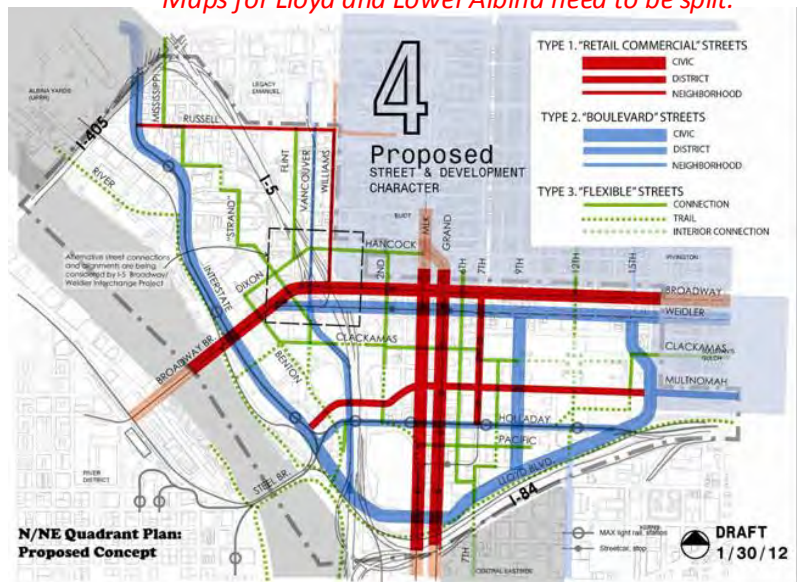 Maps for Lloyd and Lower Albina need to be split.
4
Proposed
STREET & DEVELOPMENT
CHARACTER
TYPE 1. "RETAIL COMMERCIAL" STREETS
CIVIC
DISTRICT
NEIGHBORHOOD
TYPE 2. "BOULEVARD" STREETS
CIVIC
DISTRICT
NEIGHBORHOOD
TYPE 3. "FLEXIBLE" STREETS
CONNECTION
TRAIL
INTERIOR CONNECTION
ALBINA YARDS
(UPRR)
MISSISSIPPI
LEGACY
EMANUEL
RUSSELL
I-405
RIVER
"STRAND"
I-5
FLINT
VANCOUVER
WILLIAMS
ELIOT
HANCOCK
MLK
GRAND
2ND
6TH
7TH
9TH
12TH
15TH
IRVINGTON
Alternative street connections
and alignments are being
considered by I-5 Broadway/
Weidler Interchange Project
INTERSTATE
DIXON
BROADWAY
WEIDLER
BROADWAY BR.
CLACKAMAS
CLACKAMAS
SULLIVAN'S
GULCH
BENTON
MULTNOMAH
HOLLADAY
PACIFIC
LLOYD BLVD
I-84
RIVER
DISTRICT
STEEL BR.
KERNS
7TH
CENTRAL EASTSIDE
N/NE Quadrant Plan:
Proposed Concept
MAX light rail, station
Streetcar, stop
DRAFT
1/30/12